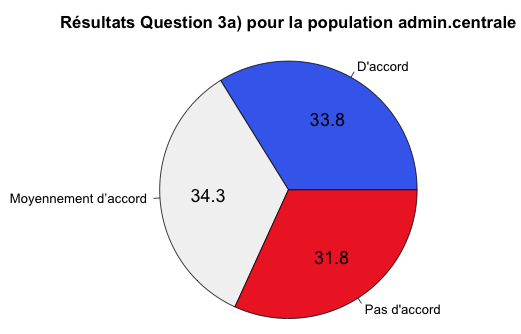 Résultats Question 3a) pour la population admin.centrale
D'accord
33.8
Moyennement d'accord
34.3
31.8
Pas d'accord